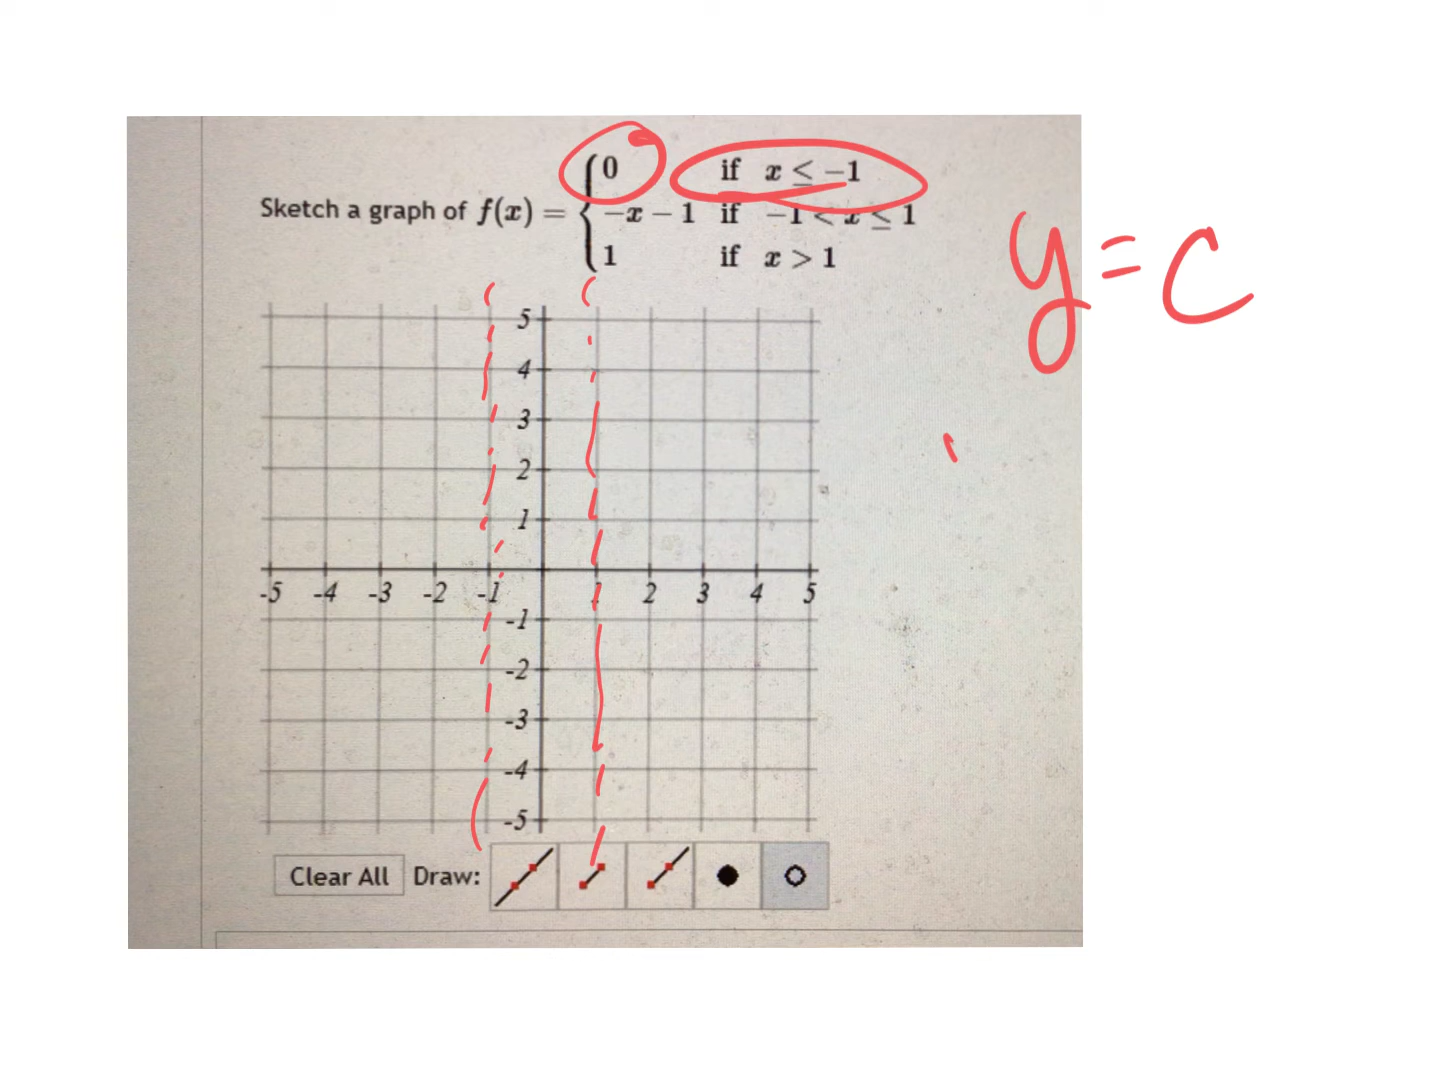 0 if x ≤ −1
Sketch a graph of f(x) = { −x − 1 if −1 < x ≤ 1
1 if x > 1
y = c
5
4
3
2
1
-5 -4 -3 -2 -1 1 2 3 4 5
-1
-2
-3
-4
-5
Clear All Draw: